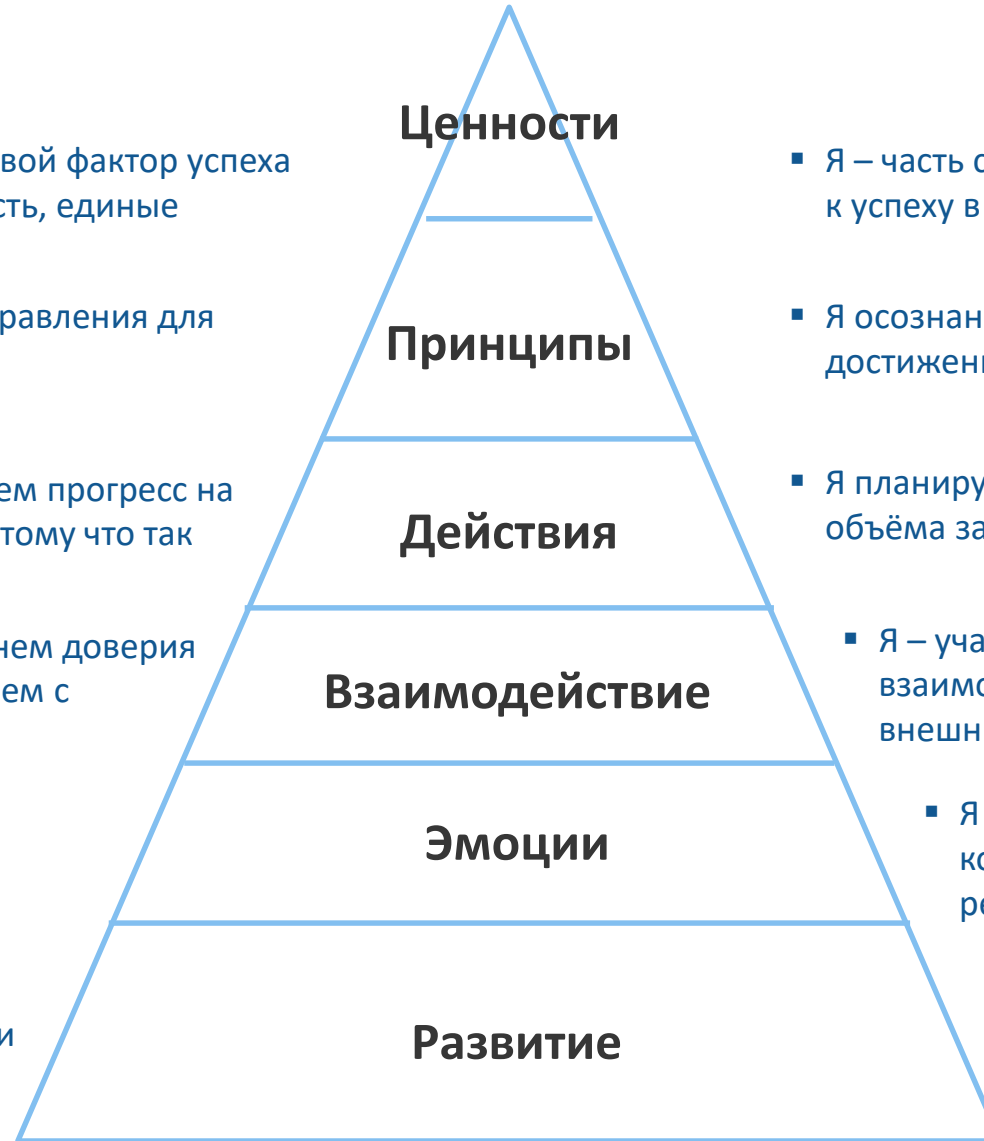 Ценности
вой фактор успеха
сть, единые
равления для
ем прогресс на
тому что так
нем доверия
ем с
и
Принципы
Действия
Взаимодействие
Эмоции
Развитие
Я – часть
к успеху в
Я осознан
достижен
Я планиру
объёма за
Я – уча
взаимо
внешн
Я
ко
ре